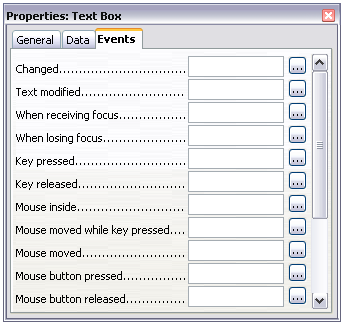 Properties: Text Box
General Data Events
Changed........................... ...
Text modified........................ ...
When receiving focus............... ...
When losing focus.................. ...
Key pressed.......................... ...
Key released........................ ...
Mouse inside........................ ...
Mouse moved while key pressed.... ...
Mouse moved....................... ...
Mouse button pressed............. ...
Mouse button released............ ...